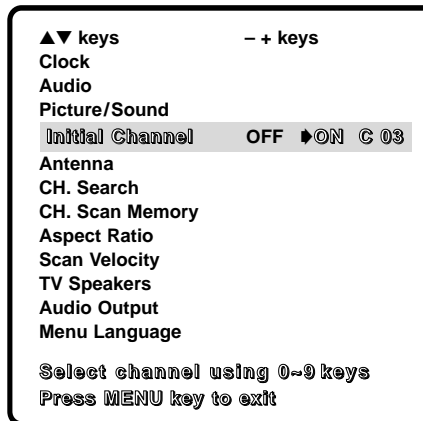 ▲▼ keys – + keys
Clock
Audio
Picture/Sound
Initial Channel OFF ➧ON C 03
Antenna
CH. Search
CH. Scan Memory
Aspect Ratio
Scan Velocity
TV Speakers
Audio Output
Menu Language
Select channel using 0~9 keys
Press MENU key to exit